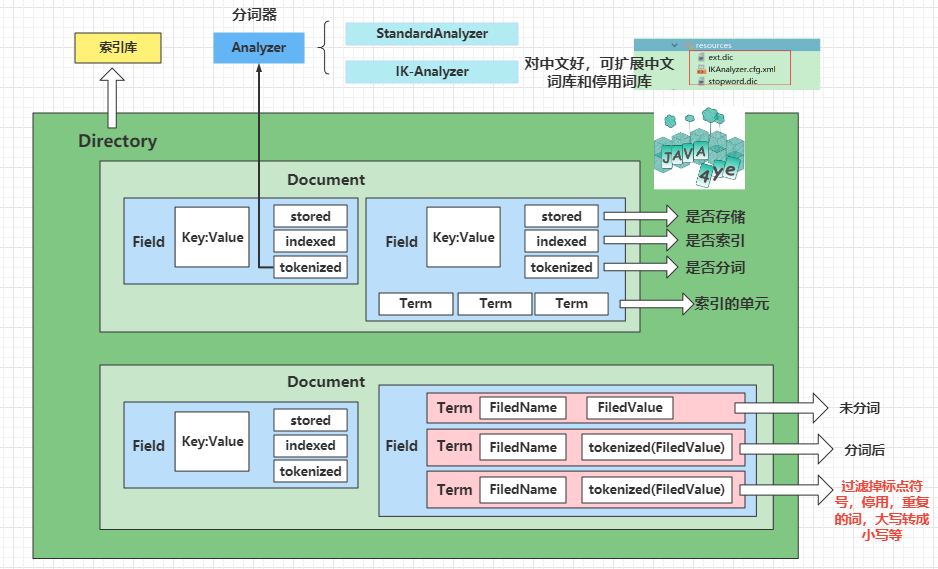 分词器
索引库
Analyzer
StandardAnalyzer
IK-Analyzer
对中文好，可扩展中文
词库和停用词库
resources
ext.dic
IKAnalyzer.cfg.xml
stopword.dic
JAVA
4ye
Directory
Document
Field
Key:Value
stored
indexed
tokenized
Field
Key:Value
stored
indexed
tokenized
Term
Term
Term
是否存储
是否索引
是否分词
索引的单元
Document
Field
Key:Value
stored
indexed
tokenized
Field
Term
FiledName
FiledValue
Term
FiledName
tokenized(FiledValue)
Term
FiledName
tokenized(FiledValue)
未分词
分词后
过滤掉标点符
号，停用，重复
的词，大写转成
小写等